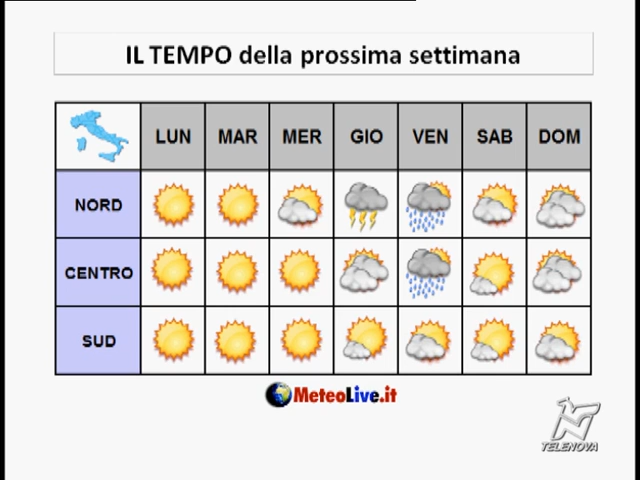 IL TEMPO della prossima settimana
LUN MAR MER GIO VEN SAB DOM
NORD
CENTRO
SUD
MeteoLive.it
TELENOVA